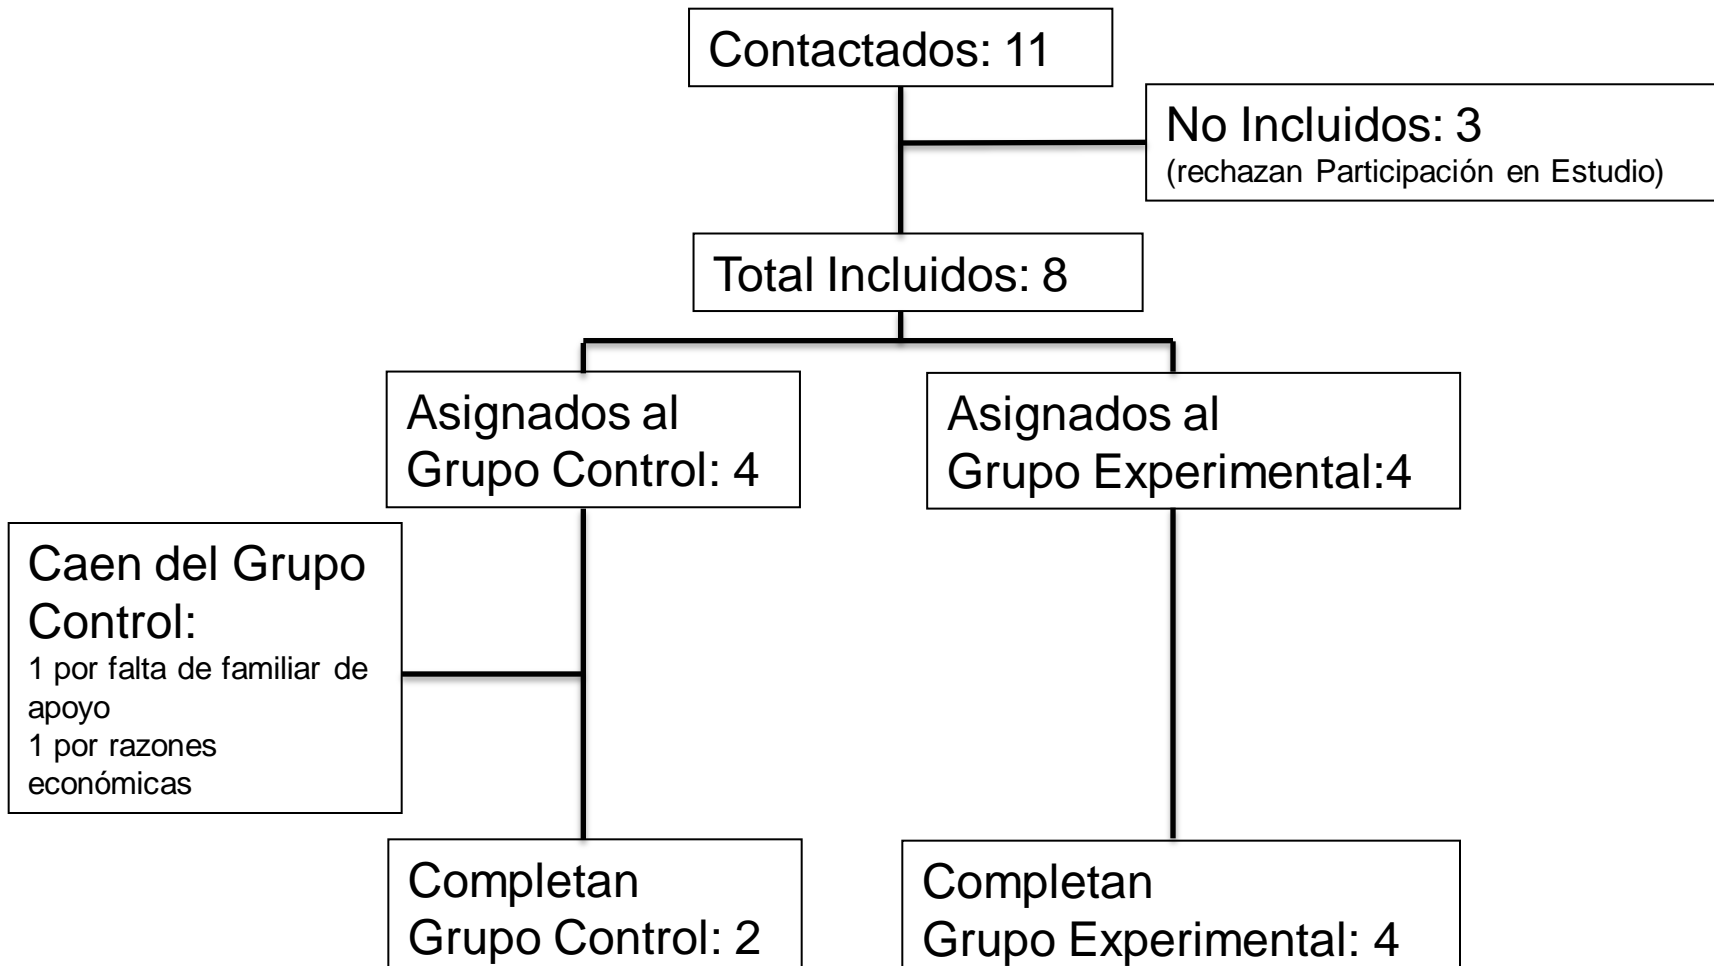 Contactados: 11
No Incluidos: 3
(rechazan Participación en Estudio)
Total Incluidos: 8
Asignados al
Grupo Control: 4
Asignados al
Grupo Experimental:4
Caen del Grupo
Control:
1 por falta de familiar de
apoyo
1 por razones
económicas
Completan
Grupo Control: 2
Completan
Grupo Experimental: 4